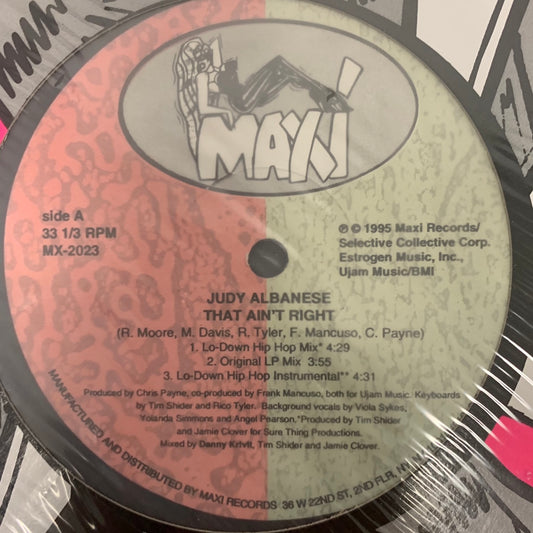 MAXI
side A
33 1/3 RPM
MX-2023
℗ © 1995 Maxi Records/
Selective Collective Corp.
Estrogen Music, Inc.,
Ujam Music/BMI
JUDY ALBANESE
THAT AIN'T RIGHT
(R. Moore, M. Davis, R. Tyler, F. Mancuso, C. Payne)
1. Lo-Down Hip Hop Mix* 4:29
2. Original LP Mix 3:55
3. Lo-Down Hip Hop Instrumental** 4:31
Produced by Chris Payne, co-produced by Frank Mancuso, both for Ujam Music. Keyboards
by Tim Shider and Rico Tyler. Background vocals by Viola Sykes,
Yolanda Simmons and Angel Pearson. *Produced by Tim Shider
and Jamie Clover for Sure Thing Productions.
Mixed by Danny Krivit, Tim Shider and Jamie Clover.
MANUFACTURED AND DISTRIBUTED BY MAXI RECORDS 36 W 22ND ST, 2ND FLR, NY,